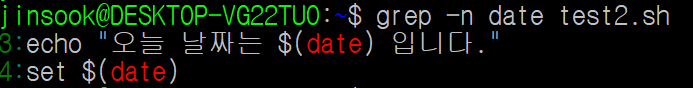 jinsook@DESKTOP-VG22TUO:~$ grep -n date test2.sh
3:echo "오늘 날짜는 $(date) 입니다."
4:set $(date)